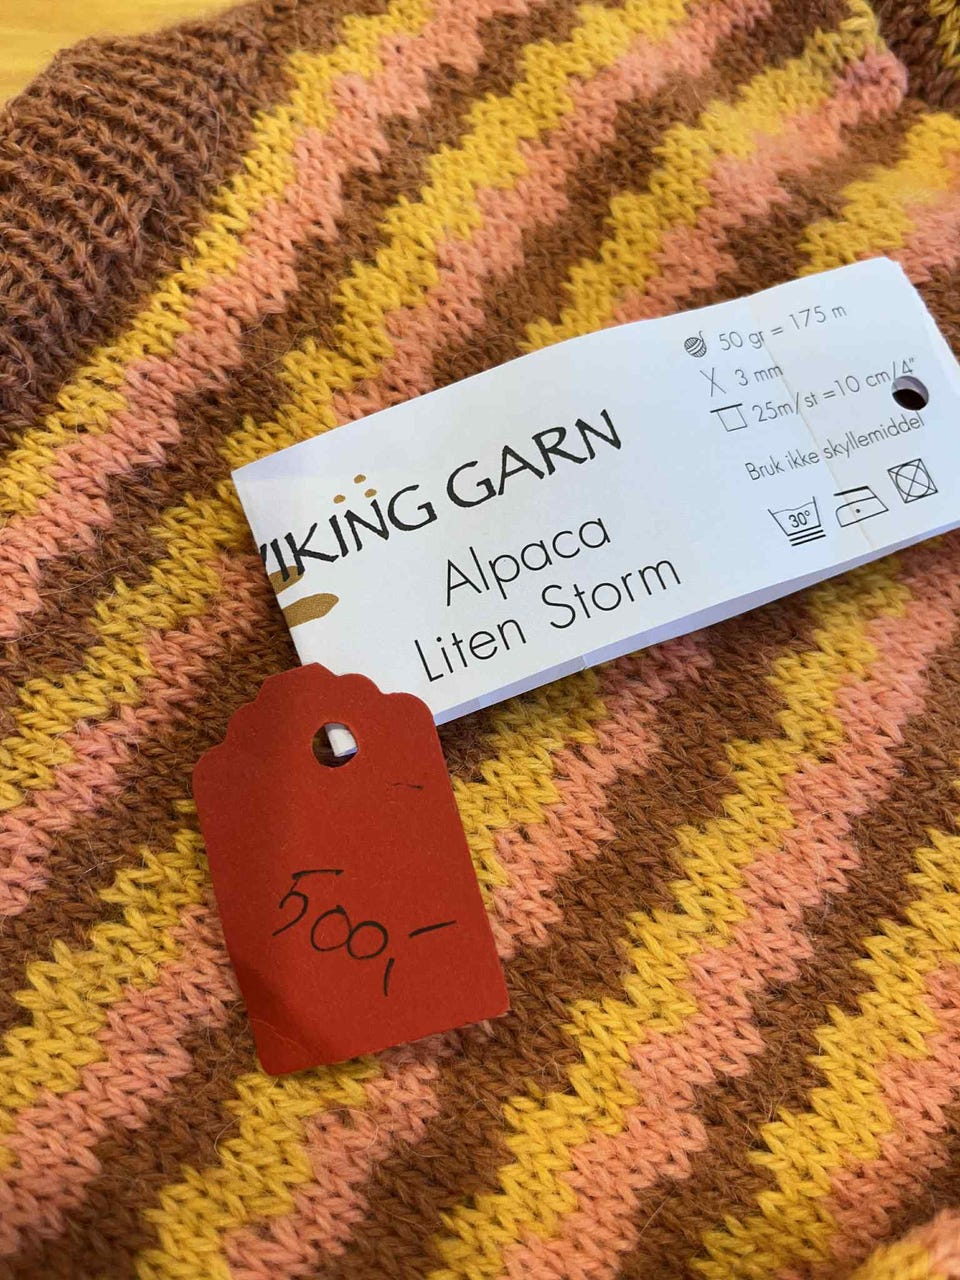 VIKING GARN
Alpaca
Liten Storm
50 gr = 175 m
3 mm
25m/st =10 cm/4"
Bruk ikke skyllemiddel
30°
500,-